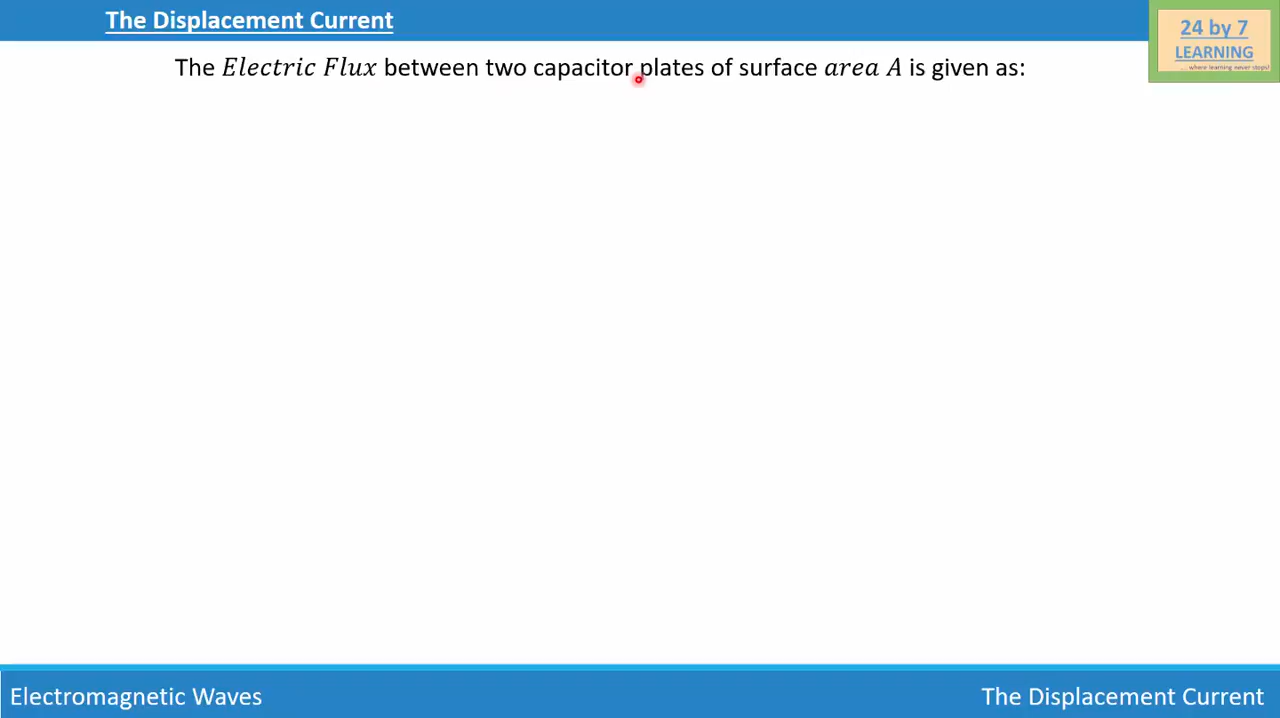 The Displacement Current
24 by 7
LEARNING
... where learning never stops!
The Electric Flux between two capacitor plates of surface area A is given as:
Electromagnetic Waves
The Displacement Current